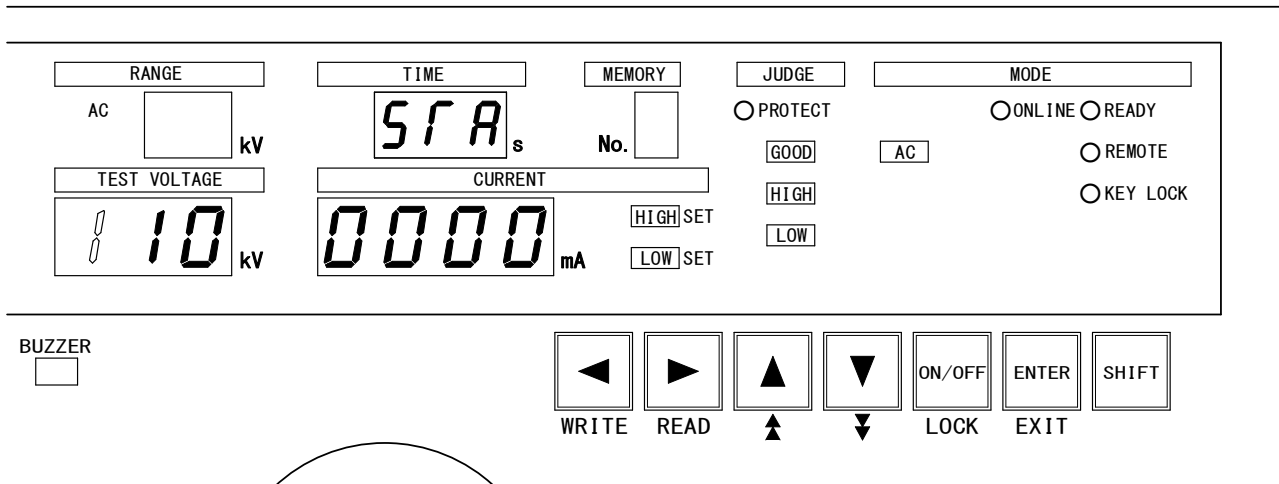 RANGE TIME MEMORY JUDGE MODE
AC kV STA s No. PROTECT ONLINE READY
GOOD AC REMOTE
TEST VOLTAGE CURRENT HIGH KEY LOCK
1 10 kV 0000 mA HIGH SET
LOW SET LOW
BUZZER
ON/OFF ENTER SHIFT
WRITE READ LOCK EXIT